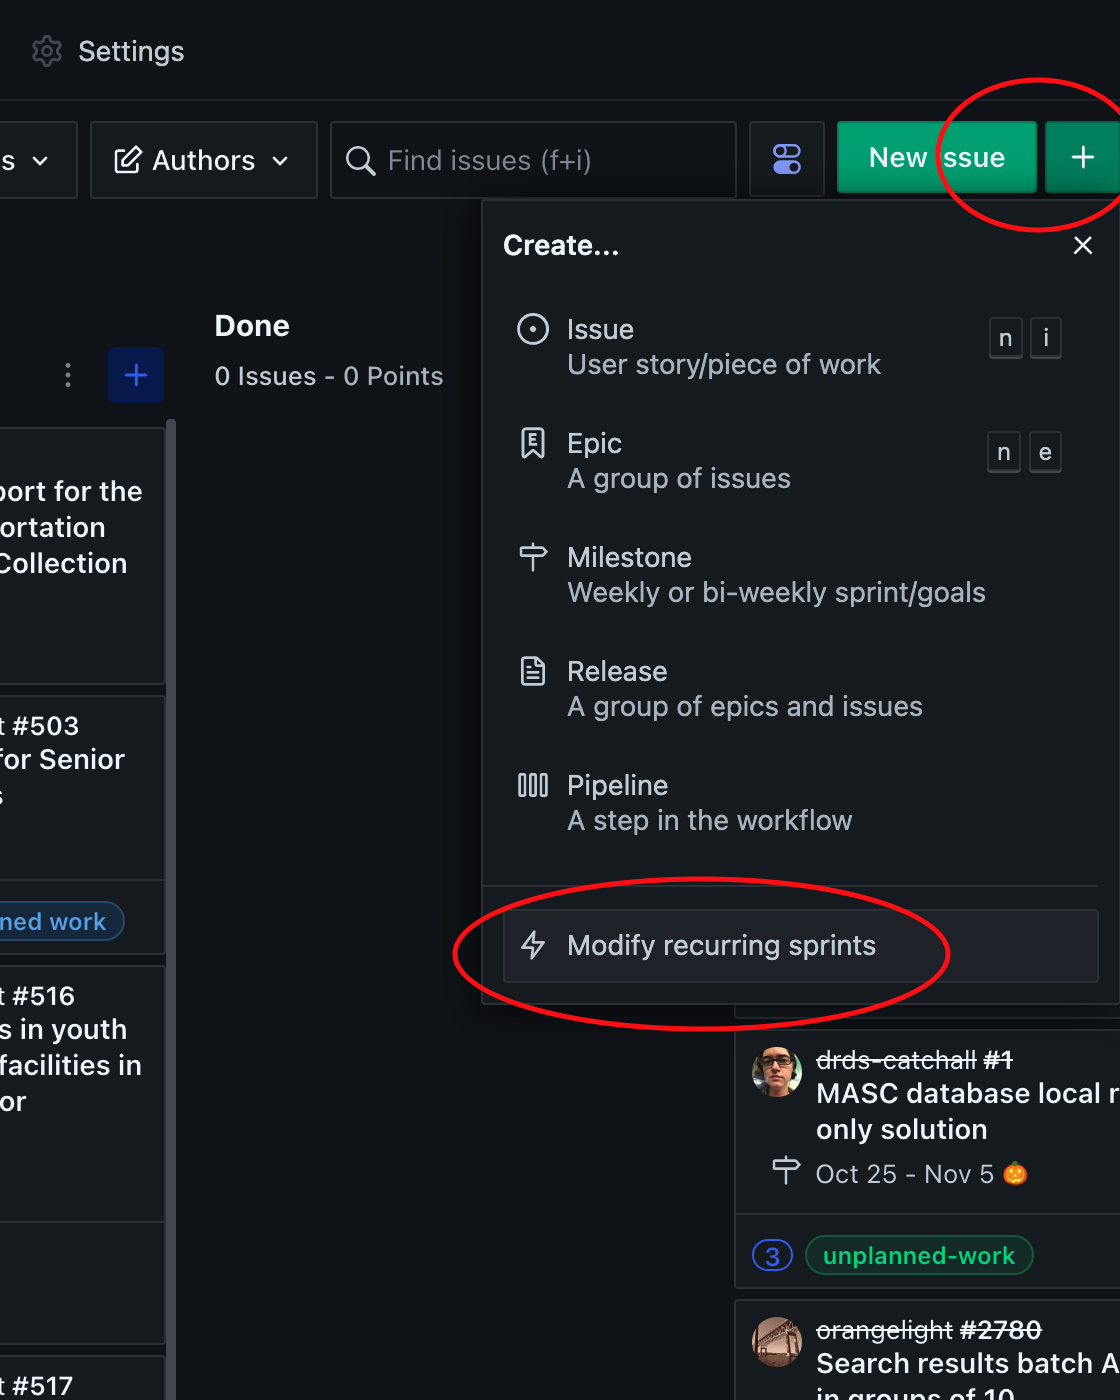 Settings
s
Authors
Find issues (f+i)
New issue
+
Create...
Issue
User story/piece of work
n i
Epic
A group of issues
n e
Milestone
Weekly or bi-weekly sprint/goals
Release
A group of epics and issues
Pipeline
A step in the workflow
Modify recurring sprints
Done
0 Issues - 0 Points
port for the
ortation
Collection
t #503
for Senior
s
ned work
t #516
s in youth
facilities in
or
t #517
drds-catchall #1
MASC database local r
only solution
Oct 25 - Nov 5 🎃
3 unplanned-work
orangelight #2780
Search results batch A
in groups of 10